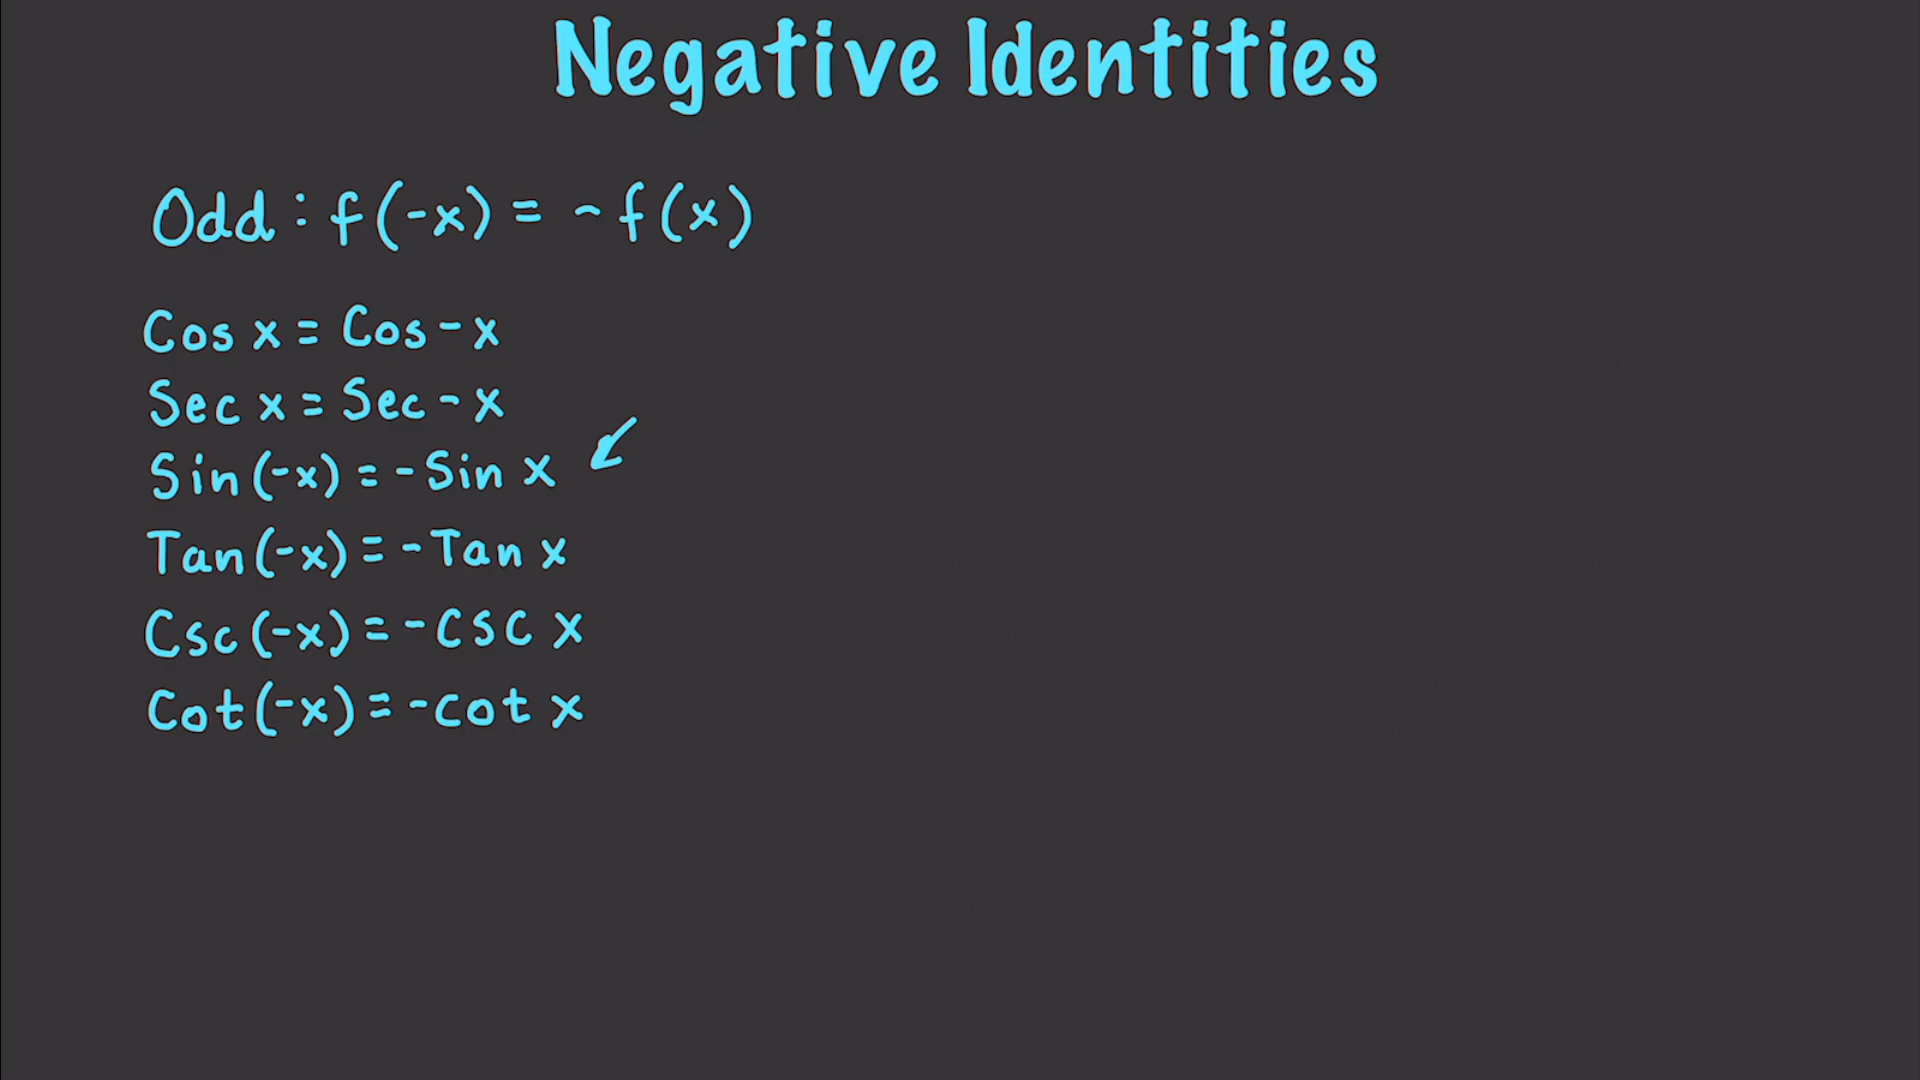 Negative Identities
Odd: f(-x) = -f(x)
Cos x = Cos -x
Sec x = Sec -x
Sin(-x) = -Sin x
Tan(-x) = -Tan x
Csc(-x) = -csc x
Cot(-x) = -cot x